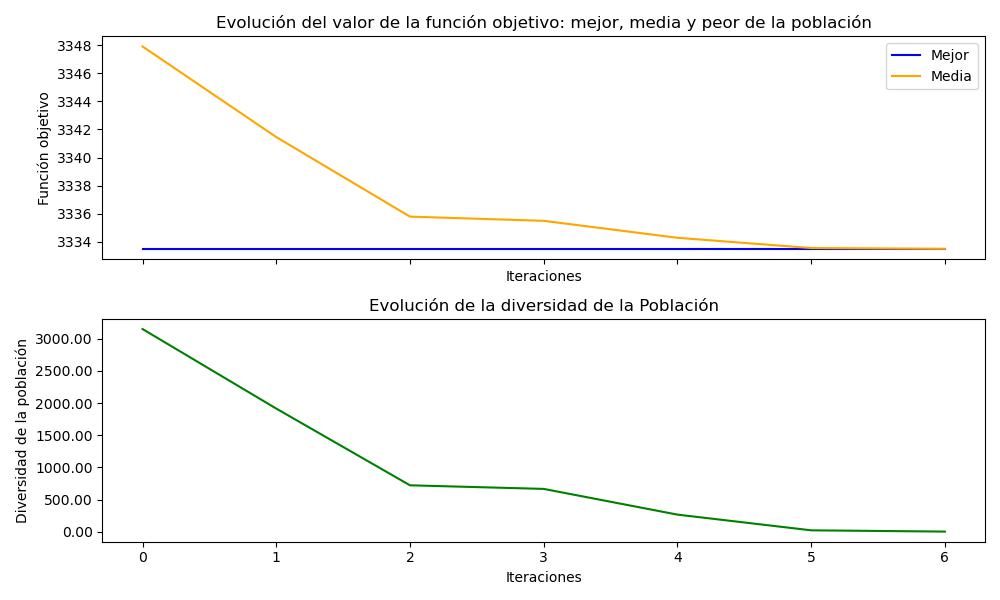 Evolución del valor de la función objetivo: mejor, media y peor de la población
Función objetivo
3348
3346
3344
3342
3340
3338
3336
3334
Mejor
Media
Iteraciones
Evolución de la diversidad de la Población
Diversidad de la población
3000.00
2500.00
2000.00
1500.00
1000.00
500.00
0.00
0 1 2 3 4 5 6
Iteraciones